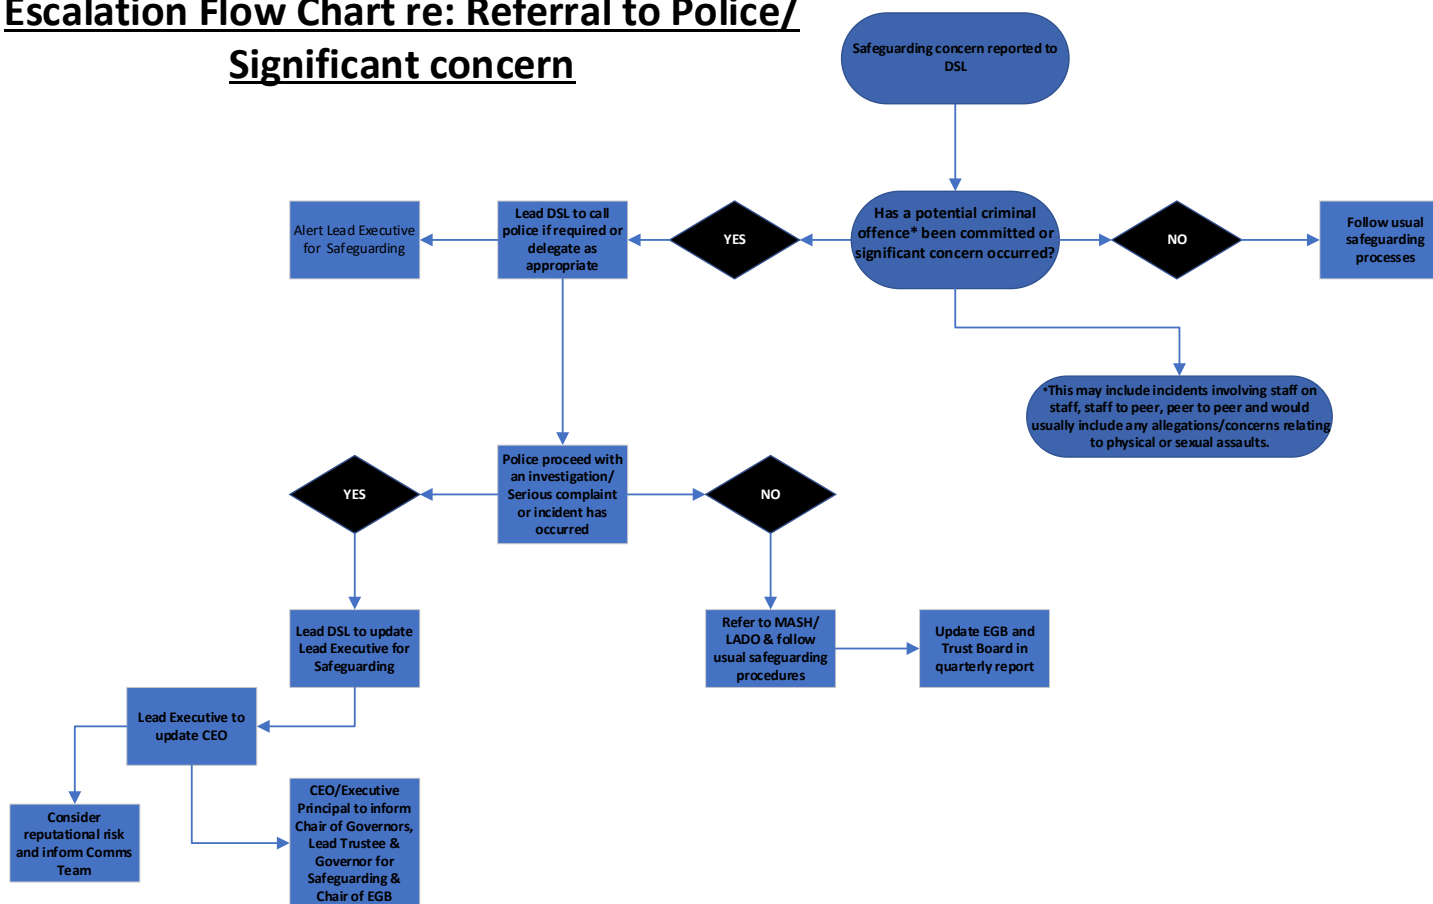 Escalation Flow Chart re: Referral to Police/
Significant concern
Safeguarding concern reported to
DSL
Has a potential criminal
offence* been committed or
significant concern occurred?
YES
NO
Lead DSL to call
police if required or
delegate as
appropriate
Alert Lead Executive
for Safeguarding
Follow usual
safeguarding
processes
*This may include incidents involving staff on
staff, staff to peer, peer to peer and would
usually include any allegations/concerns relating
to physical or sexual assaults.
Police proceed with
an investigation/
Serious complaint
or incident has
occurred
YES
NO
Lead DSL to update
Lead Executive for
Safeguarding
Refer to MASH/
LADO & follow
usual safeguarding
procedures
Update EGB and
Trust Board in
quarterly report
Lead Executive to
update CEO
Consider
reputational risk
and inform Comms
Team
CEO/Executive
Principal to inform
Chair of Governors,
Lead Trustee &
Governor for
Safeguarding &
Chair of EGB